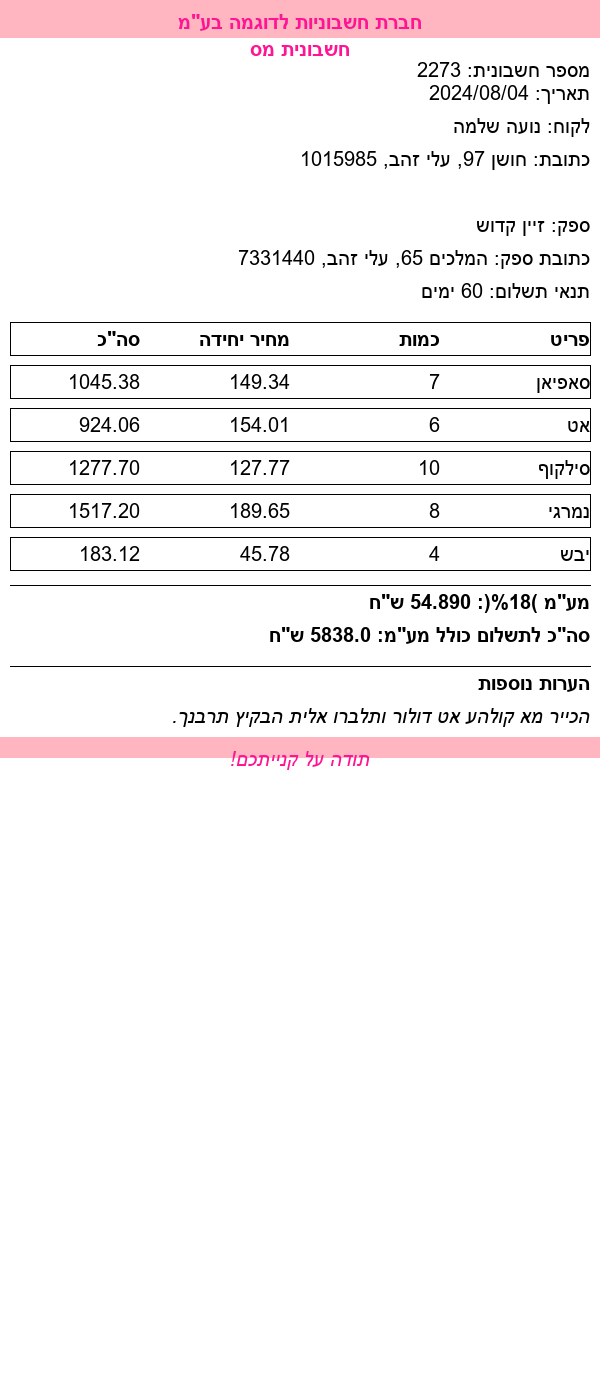 חברת חשבוניות לדוגמה בע"מ
חשבונית מס
מספר חשבונית: 2273
תאריך: 2024/08/04
לקוח: נועה שלמה
כתובת: חושן 97, עלי זהב, 1015985
ספק: זיין קדוש
כתובת ספק: המלכים 65, עלי זהב, 7331440
תנאי תשלום: 60 ימים
פריט כמות מחיר יחידה סה"כ
סאפיאן 7 149.34 1045.38
אט 6 154.01 924.06
סילקוף 10 127.77 1277.70
נמרגי 8 189.65 1517.20
יבש 4 45.78 183.12
מע"מ )18%(: 54.890 ש"ח
סה"כ לתשלום כולל מע"מ: 5838.0 ש"ח
הערות נוספות
הכייר מא קולהע אט דולור ותלברו אלית הבקיץ תרבנך.
תודה על קנייתכם!